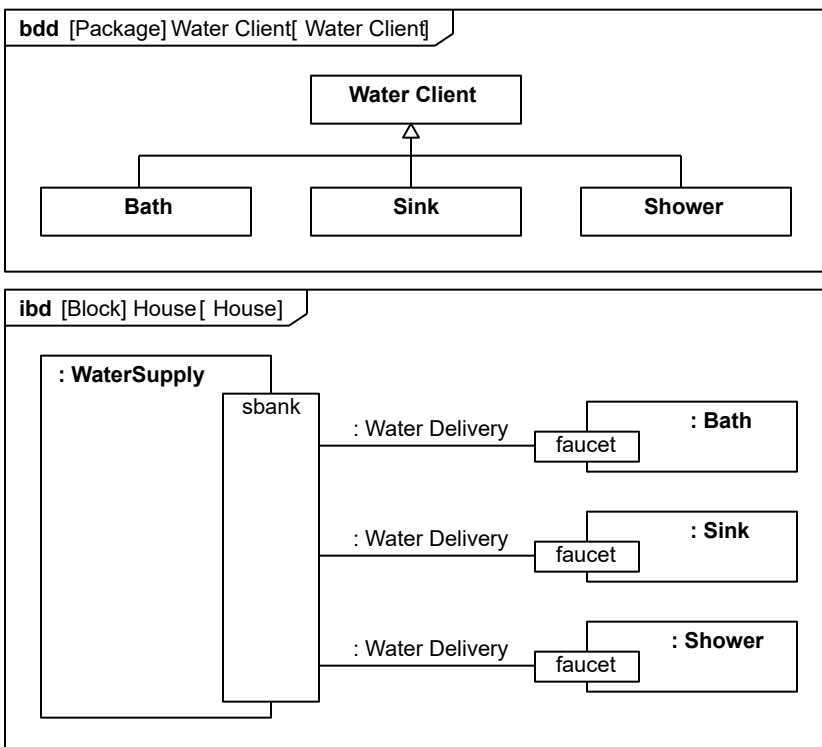 bdd [Package] Water Client[ Water Client]
Water Client
Bath Sink Shower
ibd [Block] House[ House]
: WaterSupply
sbank
: Water Delivery faucet : Bath
: Water Delivery faucet : Sink
: Water Delivery faucet : Shower